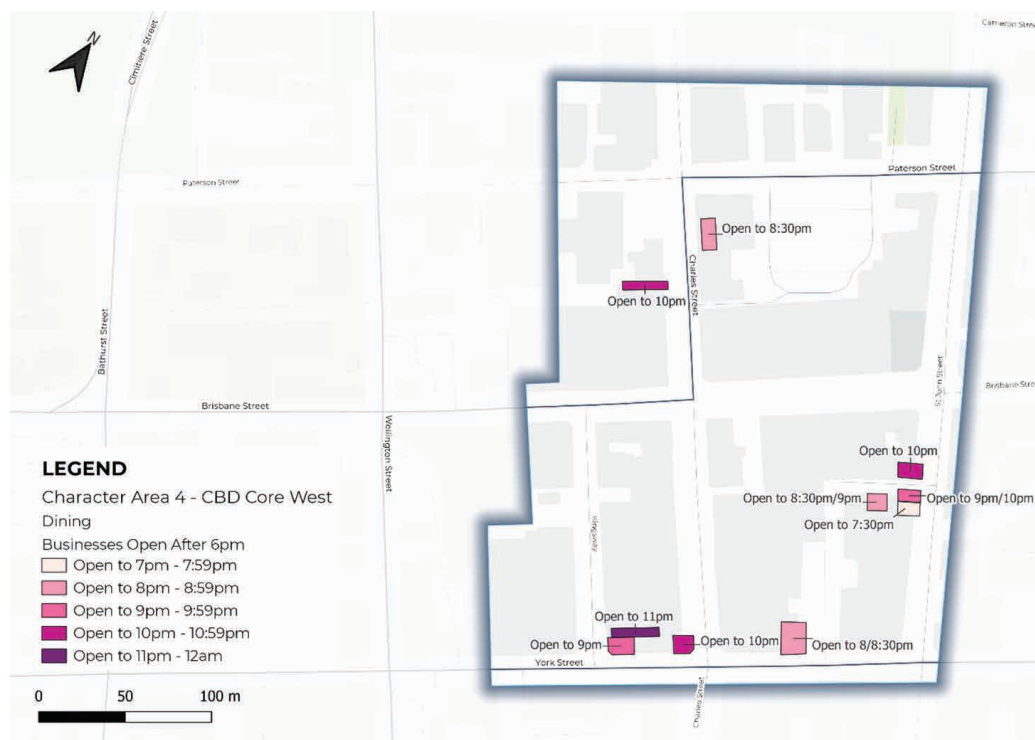 N
Cimitiere Street
Cameron Stree
Paterson Street
Paterson Street
Open to 8:30pm
Charles Street
Open to 10pm
Bathurst Street
St John Street
Brisbane Stree
Brisbane Street
Wellington Street
Open to 10pm
Open to 8:30pm/9pm
Open to 9pm/10pm
Open to 7:30pm
Kingsway
Open to 11pm
Open to 9pm
Open to 10pm
Open to 8/8:30pm
York Street
Charles Street
LEGEND
Character Area 4 - CBD Core West
Dining
Businesses Open After 6pm
Open to 7pm - 7:59pm
Open to 8pm - 8:59pm
Open to 9pm - 9:59pm
Open to 10pm - 10:59pm
Open to 11pm - 12am
0 50 100 m